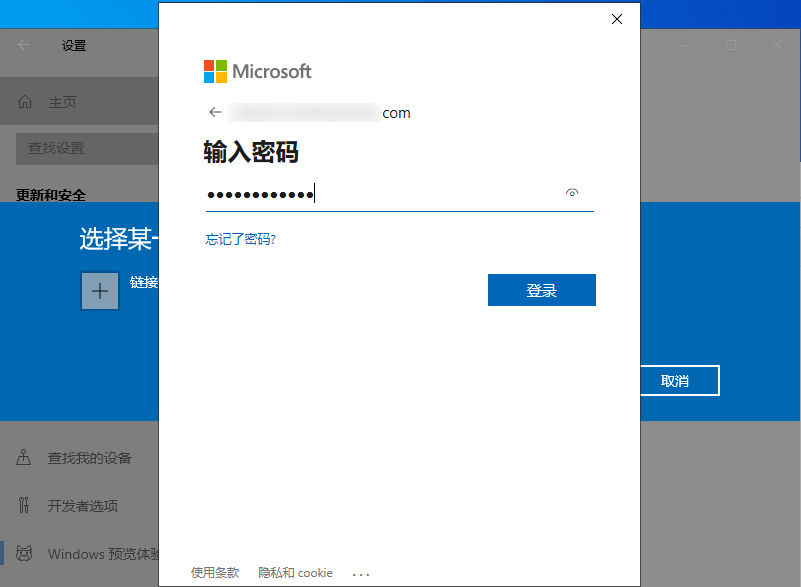 设置
主页
Microsoft
com
查找设置
输入密码
更新和安全
忘记了密码?
选择某一
链接
登录
取消
查找我的设备
开发者选项
Windows 预览体验
使用条款 隐私和 cookie ...